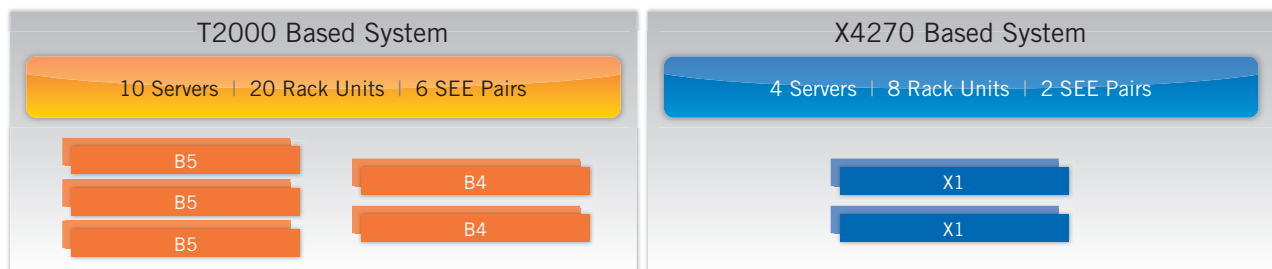 T2000 Based System
10 Servers | 20 Rack Units | 6 SEE Pairs
B5
B5
B5
B4
B4
X4270 Based System
4 Servers | 8 Rack Units | 2 SEE Pairs
X1
X1